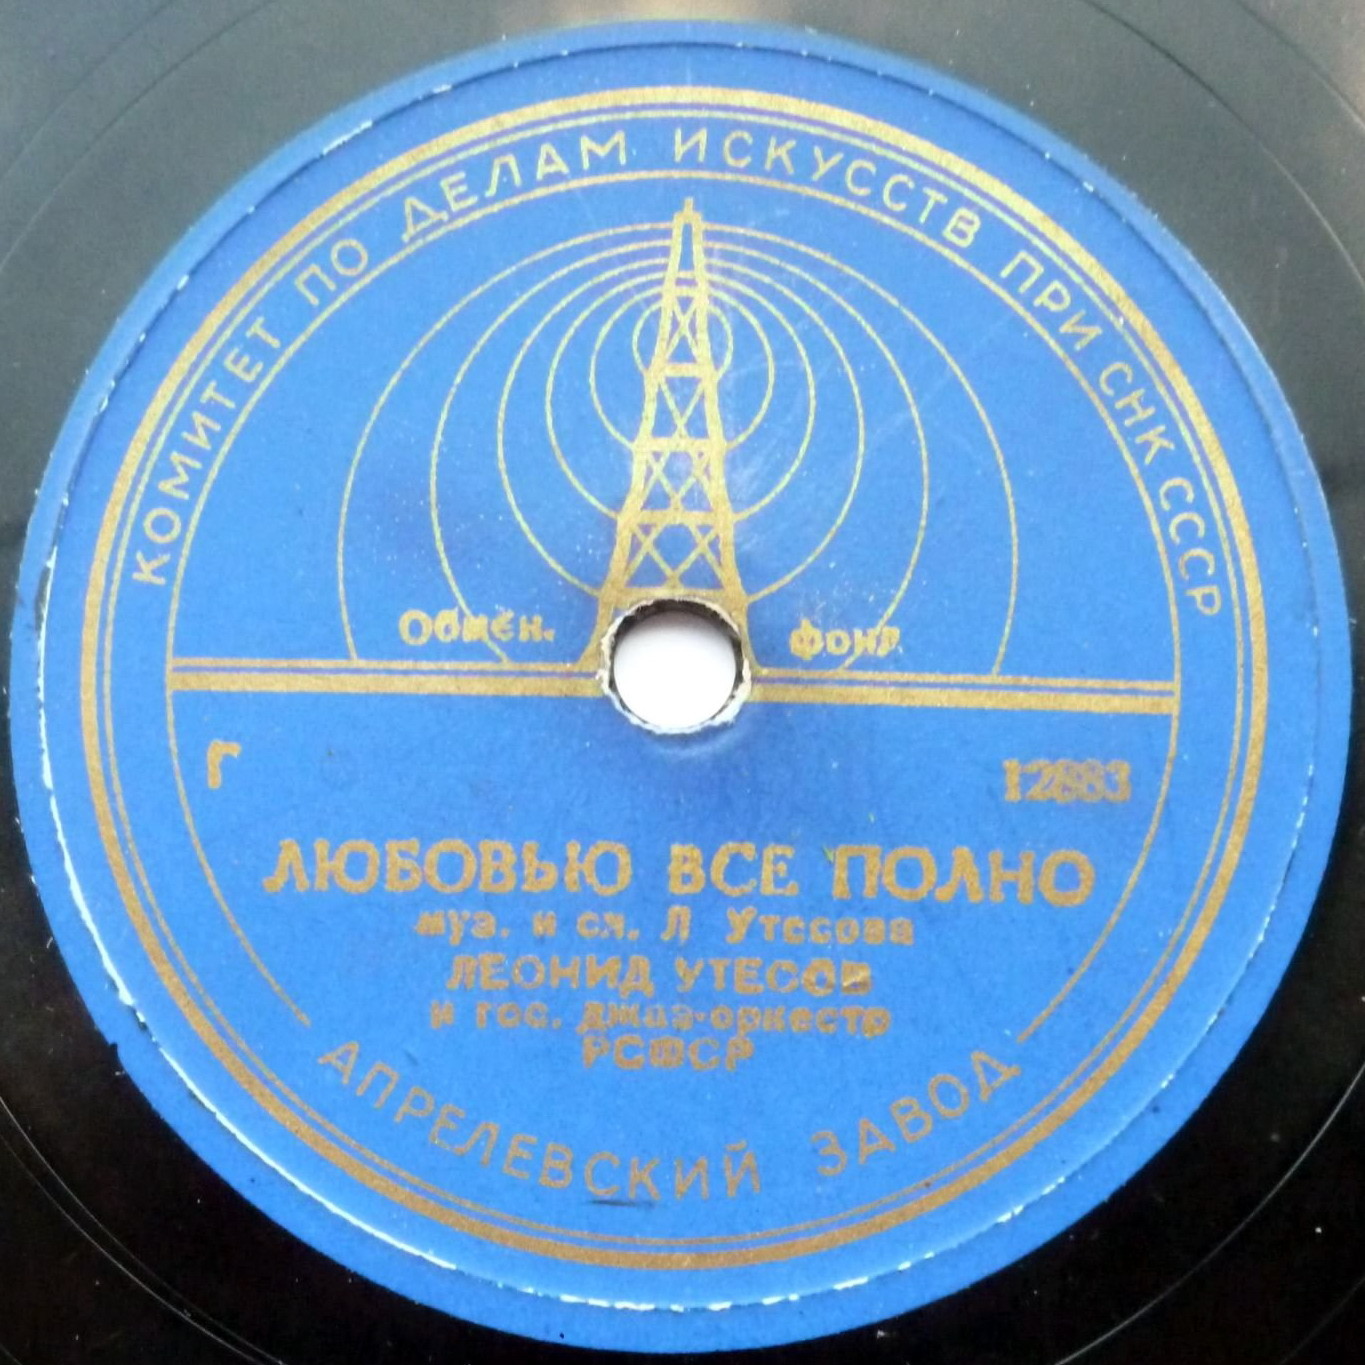 КОМИТЕТ ПО ДЕЛАМ ИСКУССТВ ПРИ СНК СССР
Обмен. фонд
Г 12883
ЛЮБОВЬЮ ВСЕ ПОЛНО
муз. и сл. Л Утесова
ЛЕОНИД УТЕСОВ
и гос. джаз-оркестр
РСФСР
АПРЕЛЕВСКИЙ ЗАВОД